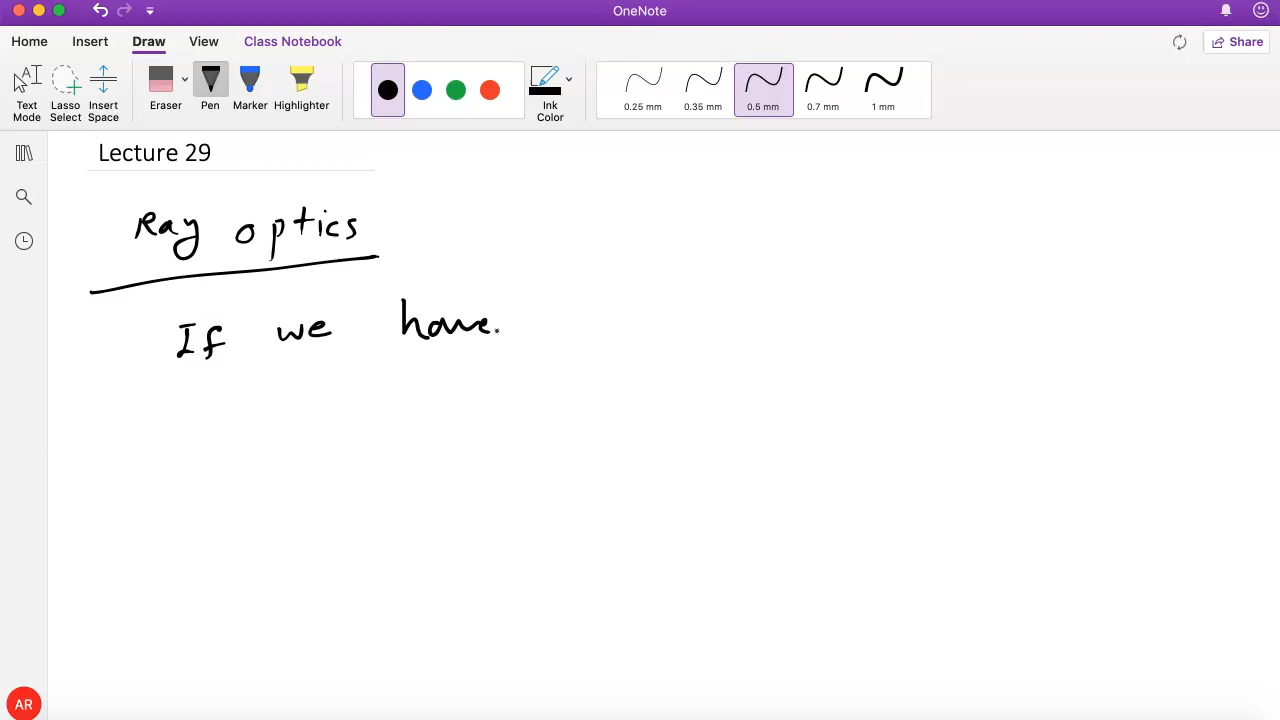 OneNote
Home Insert Draw View Class Notebook Share
Text Mode Lasso Select Insert Space Eraser Pen Marker Highlighter Ink Color 0.25 mm 0.35 mm 0.5 mm 0.7 mm 1 mm
Lecture 29
Ray optics
If we have
AR